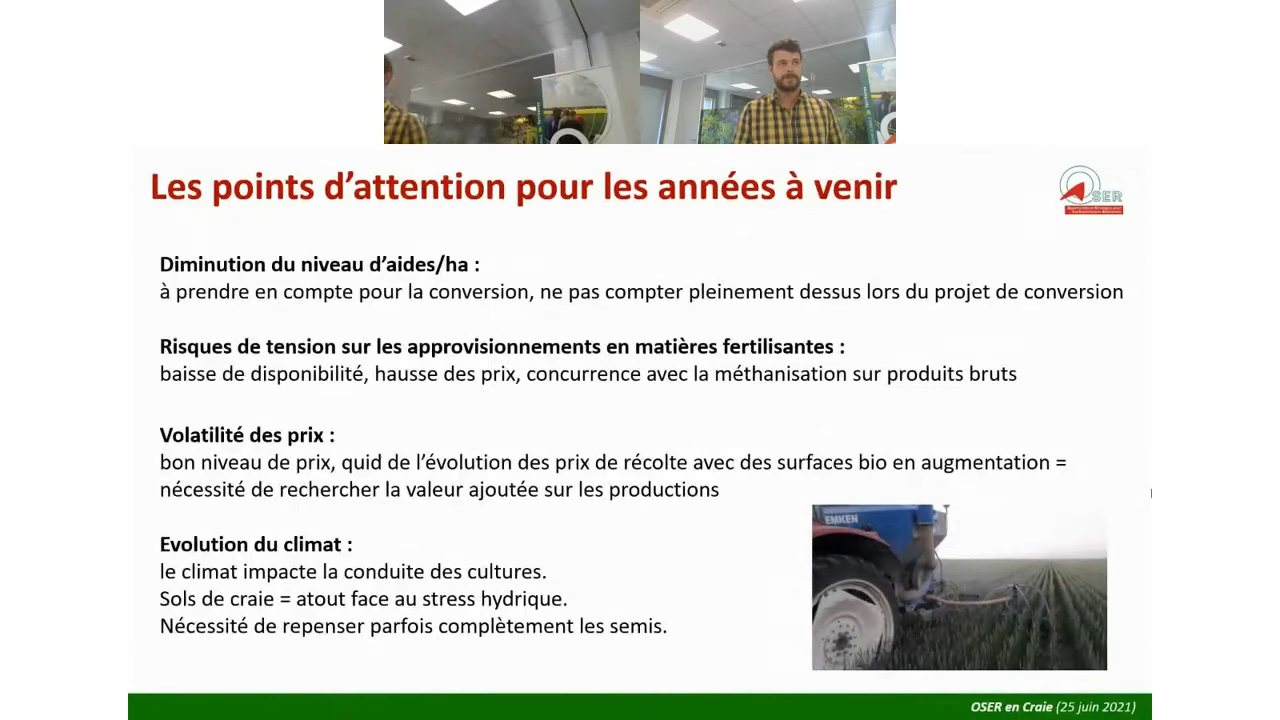 Les points d’attention pour les années à venir
SER
Diminution du niveau d’aides/ha :
à prendre en compte pour la conversion, ne pas compter pleinement dessus lors du projet de conversion
Risques de tension sur les approvisionnements en matières fertilisantes :
baisse de disponibilité, hausse des prix, concurrence avec la méthanisation sur produits bruts
Volatilité des prix :
bon niveau de prix, quid de l’évolution des prix de récolte avec des surfaces bio en augmentation =
nécessité de rechercher la valeur ajoutée sur les productions
EMKEN
Evolution du climat :
le climat impacte la conduite des cultures.
Sols de craie = atout face au stress hydrique.
Nécessité de repenser parfois complètement les semis.
OSER en Craie (25 juin 2021)